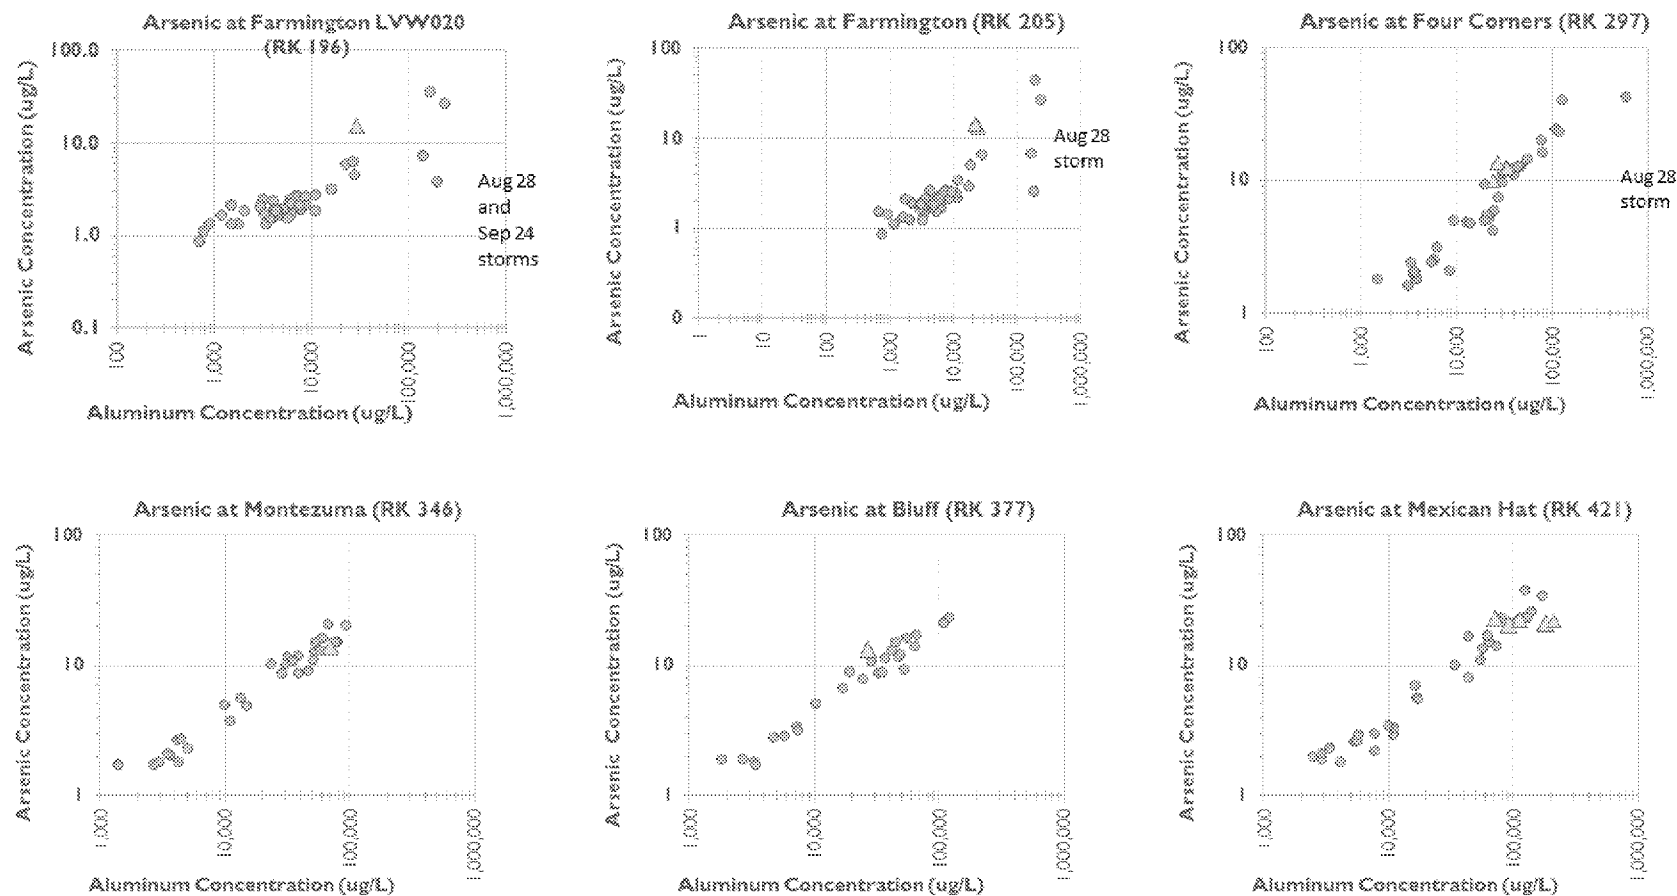 Arsenic at Farmington LVW020
(RK 196)
Arsenic Concentration (ug/L)
100.0
10.0
1.0
0.1
100
1,000
10,000
100,000
1,000,000
Aug 28
and
Sep 24
storms
Aluminum Concentration (ug/L)
Arsenic at Farmington (RK 205)
Arsenic Concentration (ug/L)
100
10
1
0
1
10
100
1,000
10,000
100,000
1,000,000
Aug 28
storm
Aluminum Concentration (ug/L)
Arsenic at Four Corners (RK 297)
Arsenic Concentration (ug/L)
100
10
1
100
1,000
10,000
100,000
1,000,000
Aug 28
storm
Aluminum Concentration (ug/L)
Arsenic at Montezuma (RK 346)
Arsenic Concentration (ug/L)
100
10
1
1,000
10,000
100,000
1,000,000
Aluminum Concentration (ug/L)
Arsenic at Bluff (RK 377)
Arsenic Concentration (ug/L)
100
10
1
1,000
10,000
100,000
1,000,000
Aluminum Concentration (ug/L)
Arsenic at Mexican Hat (RK 421)
Arsenic Concentration (ug/L)
100
10
1
1,000
10,000
100,000
1,000,000
Aluminum Concentration (ug/L)